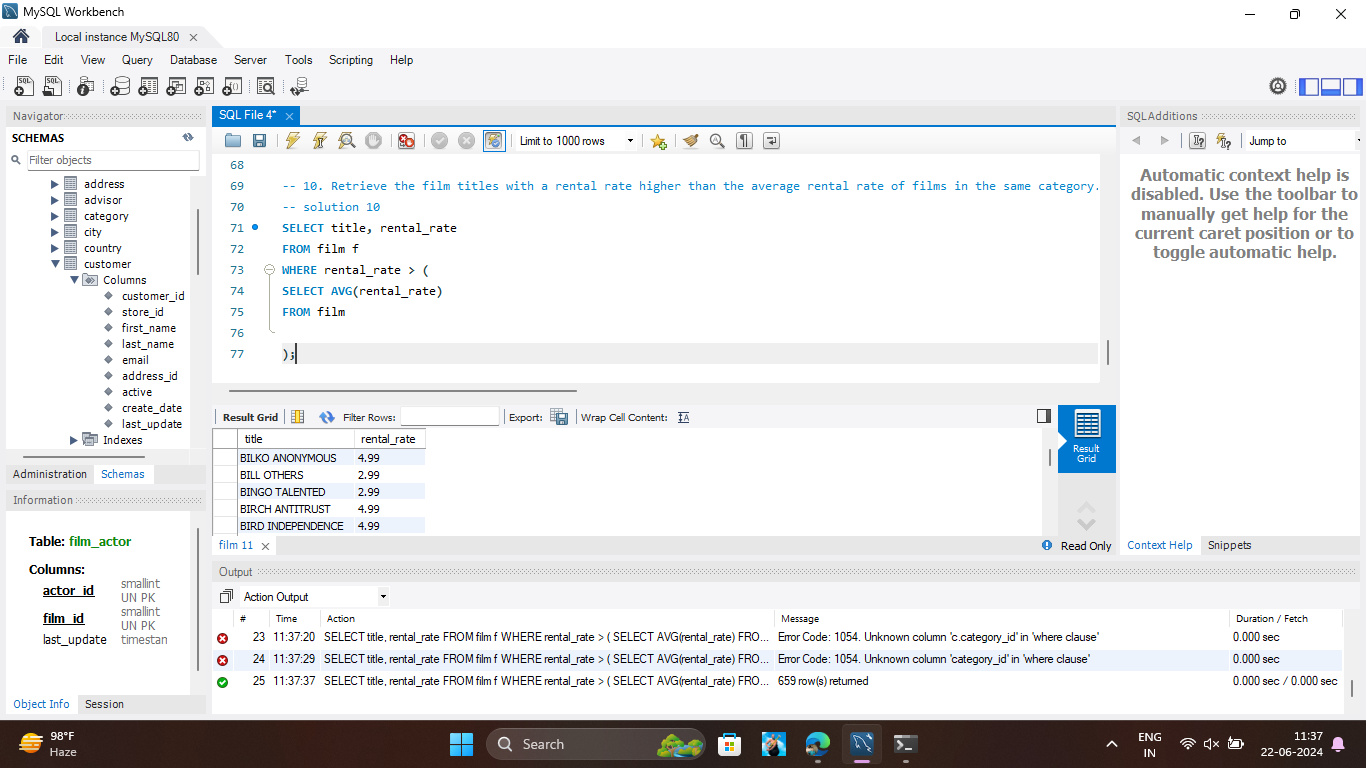 MySQL Workbench
Local instance MySQL80
File Edit View Query Database Server Tools Scripting Help
Navigator
SCHEMAS
Filter objects
address
advisor
category
city
country
customer
Columns
customer_id
store_id
first_name
last_name
email
address_id
active
create_date
last_update
Indexes
Administration Schemas
Information
Table: film_actor
Columns:
actor_id smallint UN PK
film_id smallint UN PK
last_update timestan
Object Info Session
SQL File 4*
Limit to 1000 rows
68
69 -- 10. Retrieve the film titles with a rental rate higher than the average rental rate of films in the same category.
70 -- solution 10
71 SELECT title, rental_rate
72 FROM film f
73 WHERE rental_rate > (
74 SELECT AVG(rental_rate)
75 FROM film
76
77 );
Result Grid Filter Rows: Export: Wrap Cell Content:
title rental_rate
BILKO ANONYMOUS 4.99
BILL OTHERS 2.99
BINGO TALENTED 2.99
BIRCH ANTITRUST 4.99
BIRD INDEPENDENCE 4.99
Result Grid
film 11
Read Only
Output
Action Output
# Time Action Message Duration / Fetch
23 11:37:20 SELECT title, rental_rate FROM film f WHERE rental_rate > ( SELECT AVG(rental_rate) FRO... Error Code: 1054. Unknown column 'c.category_id' in 'where clause' 0.000 sec
24 11:37:29 SELECT title, rental_rate FROM film f WHERE rental_rate > ( SELECT AVG(rental_rate) FRO... Error Code: 1054. Unknown column 'category_id' in 'where clause' 0.000 sec
25 11:37:37 SELECT title, rental_rate FROM film f WHERE rental_rate > ( SELECT AVG(rental_rate) FRO... 659 row(s) returned 0.000 sec / 0.000 sec
SQLAdditions
Jump to
Automatic context help is
disabled. Use the toolbar to
manually get help for the
current caret position or to
toggle automatic help.
Context Help Snippets
98°F
Haze
Search
ENG
IN
11:37
22-06-2024